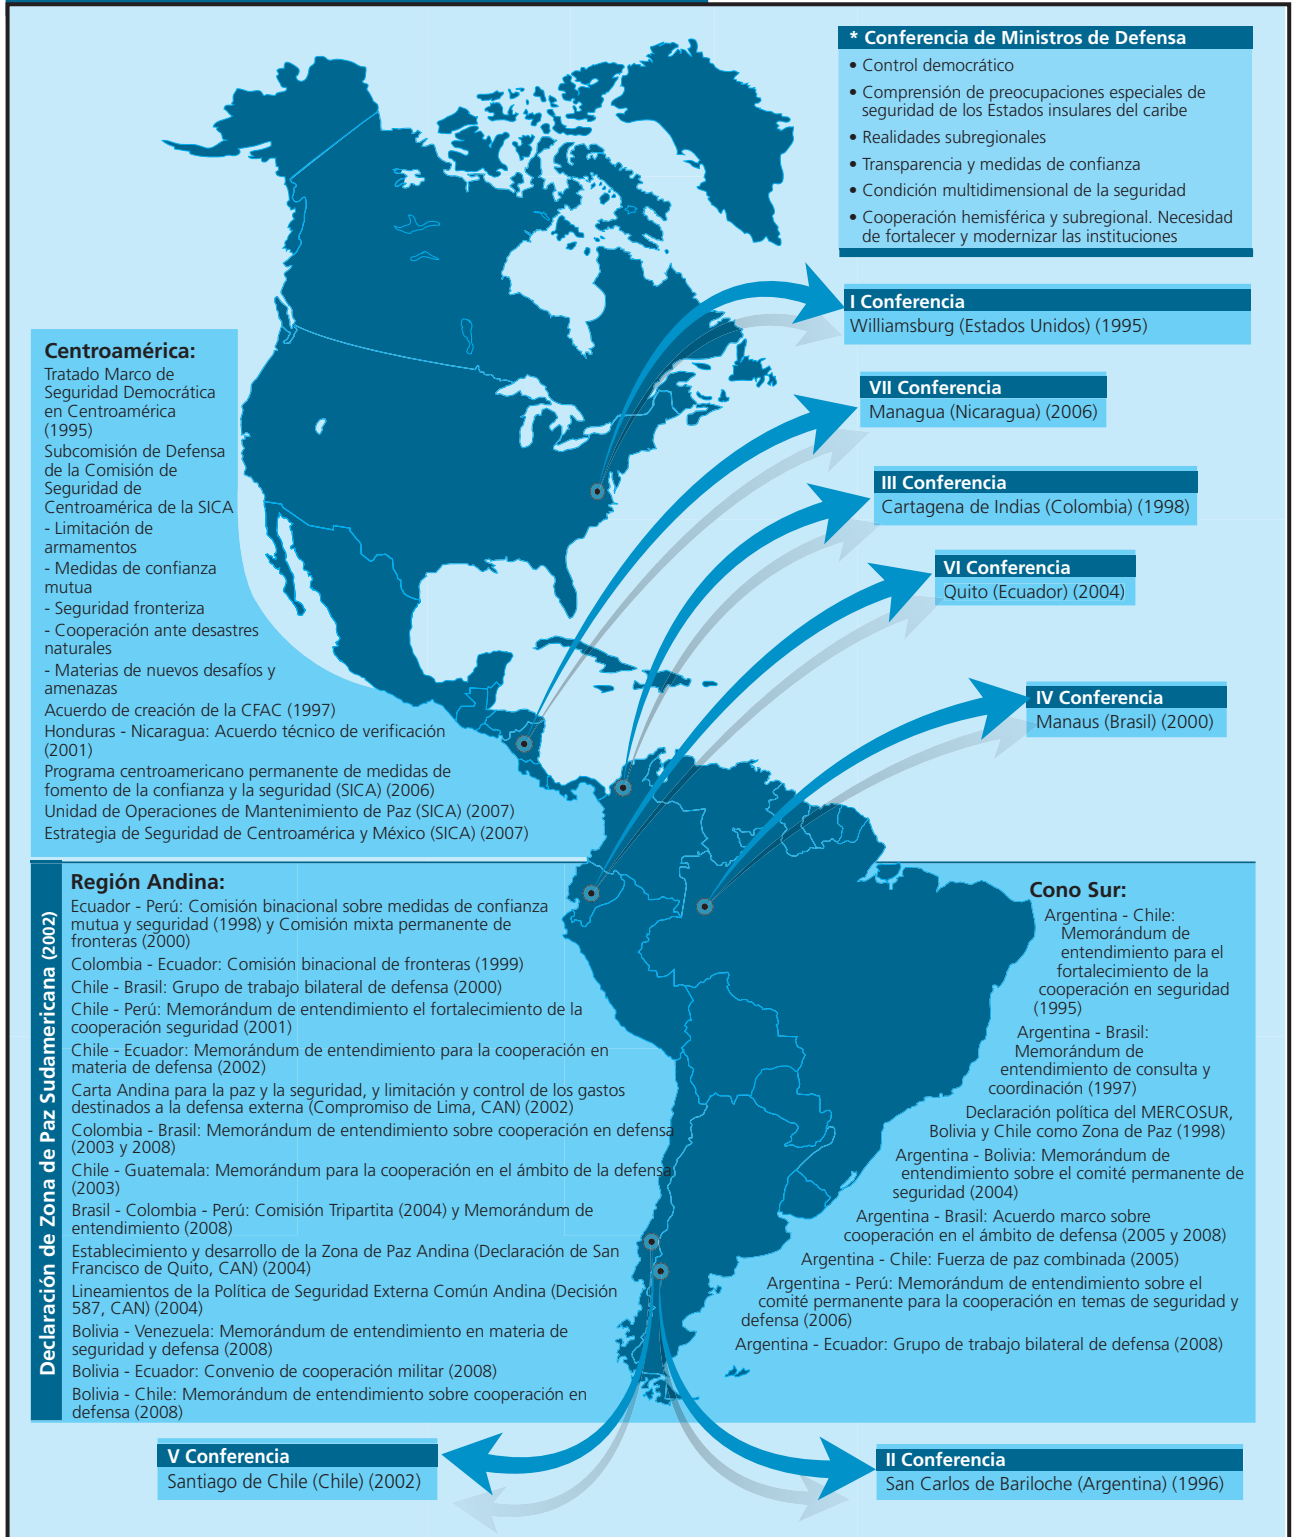 * Conferencia de Ministros de Defensa
• Control democrático
• Comprensión de preocupaciones especiales de
seguridad de los Estados insulares del caribe
• Realidades subregionales
• Transparencia y medidas de confianza
• Condición multidimensional de la seguridad
• Cooperación hemisférica y subregional. Necesidad
de fortalecer y modernizar las instituciones
I Conferencia
Williamsburg (Estados Unidos) (1995)
VII Conferencia
Managua (Nicaragua) (2006)
III Conferencia
Cartagena de Indias (Colombia) (1998)
VI Conferencia
Quito (Ecuador) (2004)
IV Conferencia
Manaus (Brasil) (2000)
Centroamérica:
Tratado Marco de
Seguridad Democrática
en Centroamérica
(1995)
Subcomisión de Defensa
de la Comisión de
Seguridad de
Centroamérica de la SICA
- Limitación de
armamentos
- Medidas de confianza
mutua
- Seguridad fronteriza
- Cooperación ante desastres
naturales
- Materias de nuevos desafíos y
amenazas
Acuerdo de creación de la CFAC (1997)
Honduras - Nicaragua: Acuerdo técnico de verificación
(2001)
Programa centroamericano permanente de medidas de
fomento de la confianza y la seguridad (SICA) (2006)
Unidad de Operaciones de Mantenimiento de Paz (SICA) (2007)
Estrategia de Seguridad de Centroamérica y México (SICA) (2007)
Declaración de Zona de Paz Sudamericana (2002)
Región Andina:
Ecuador - Perú: Comisión binacional sobre medidas de confianza
mutua y seguridad (1998) y Comisión mixta permanente de
fronteras (2000)
Colombia - Ecuador: Comisión binacional de fronteras (1999)
Chile - Brasil: Grupo de trabajo bilateral de defensa (2000)
Chile - Perú: Memorándum de entendimiento el fortalecimiento de la
cooperación seguridad (2001)
Chile - Ecuador: Memorándum de entendimiento para la cooperación en
materia de defensa (2002)
Carta Andina para la paz y la seguridad, y limitación y control de los gastos
destinados a la defensa externa (Compromiso de Lima, CAN) (2002)
Colombia - Brasil: Memorándum de entendimiento sobre cooperación en defensa
(2003 y 2008)
Chile - Guatemala: Memorándum para la cooperación en el ámbito de la defensa
(2003)
Brasil - Colombia - Perú: Comisión Tripartita (2004) y Memorándum de
entendimiento (2008)
Establecimiento y desarrollo de la Zona de Paz Andina (Declaración de San
Francisco de Quito, CAN) (2004)
Lineamientos de la Política de Seguridad Externa Común Andina (Decisión
587, CAN) (2004)
Bolivia - Venezuela: Memorándum de entendimiento en materia de
seguridad y defensa (2008)
Bolivia - Ecuador: Convenio de cooperación militar (2008)
Bolivia - Chile: Memorándum de entendimiento sobre cooperación en
defensa (2008)
Cono Sur:
Argentina - Chile:
Memorándum de
entendimiento para el
fortalecimiento de la
cooperación en seguridad
(1995)
Argentina - Brasil:
Memorándum de
entendimiento de consulta y
coordinación (1997)
Declaración política del MERCOSUR,
Bolivia y Chile como Zona de Paz (1998)
Argentina - Bolivia: Memorándum de
entendimiento sobre el comité permanente de
seguridad (2004)
Argentina - Brasil: Acuerdo marco sobre
cooperación en el ámbito de defensa (2005 y 2008)
Argentina - Chile: Fuerza de paz combinada (2005)
Argentina - Perú: Memorándum de entendimiento sobre el
comité permanente para la cooperación en temas de seguridad y
defensa (2006)
Argentina - Ecuador: Grupo de trabajo bilateral de defensa (2008)
V Conferencia
Santiago de Chile (Chile) (2002)
II Conferencia
San Carlos de Bariloche (Argentina) (1996)